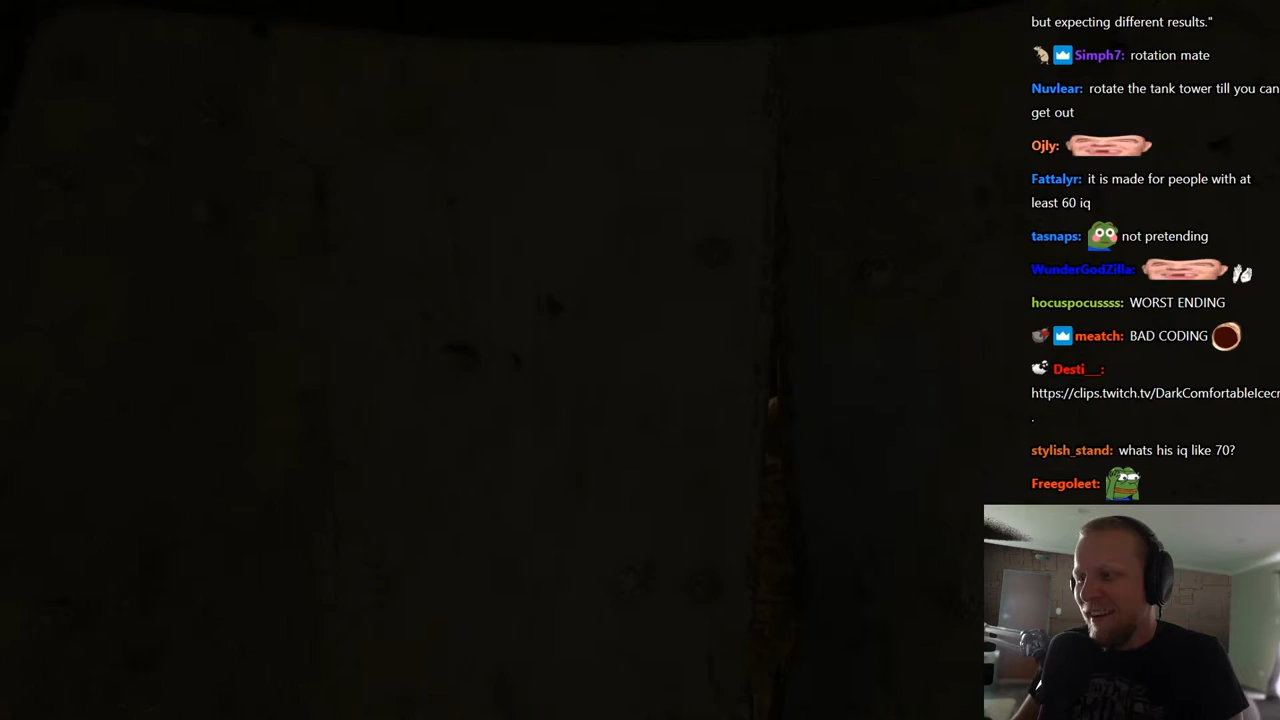 but expecting different results."
Simph7: rotation mate
Nuvlear: rotate the tank tower till you can
get out
Ojly:
Fattalyr: it is made for people with at
least 60 iq
tasnaps: not pretending
WunderGodZilla:
hocuspocussss: WORST ENDING
meatch: BAD CODING
Desti__:
https://clips.twitch.tv/DarkComfortableIcecr
.
stylish_stand: whats his iq like 70?
Freegoleet: